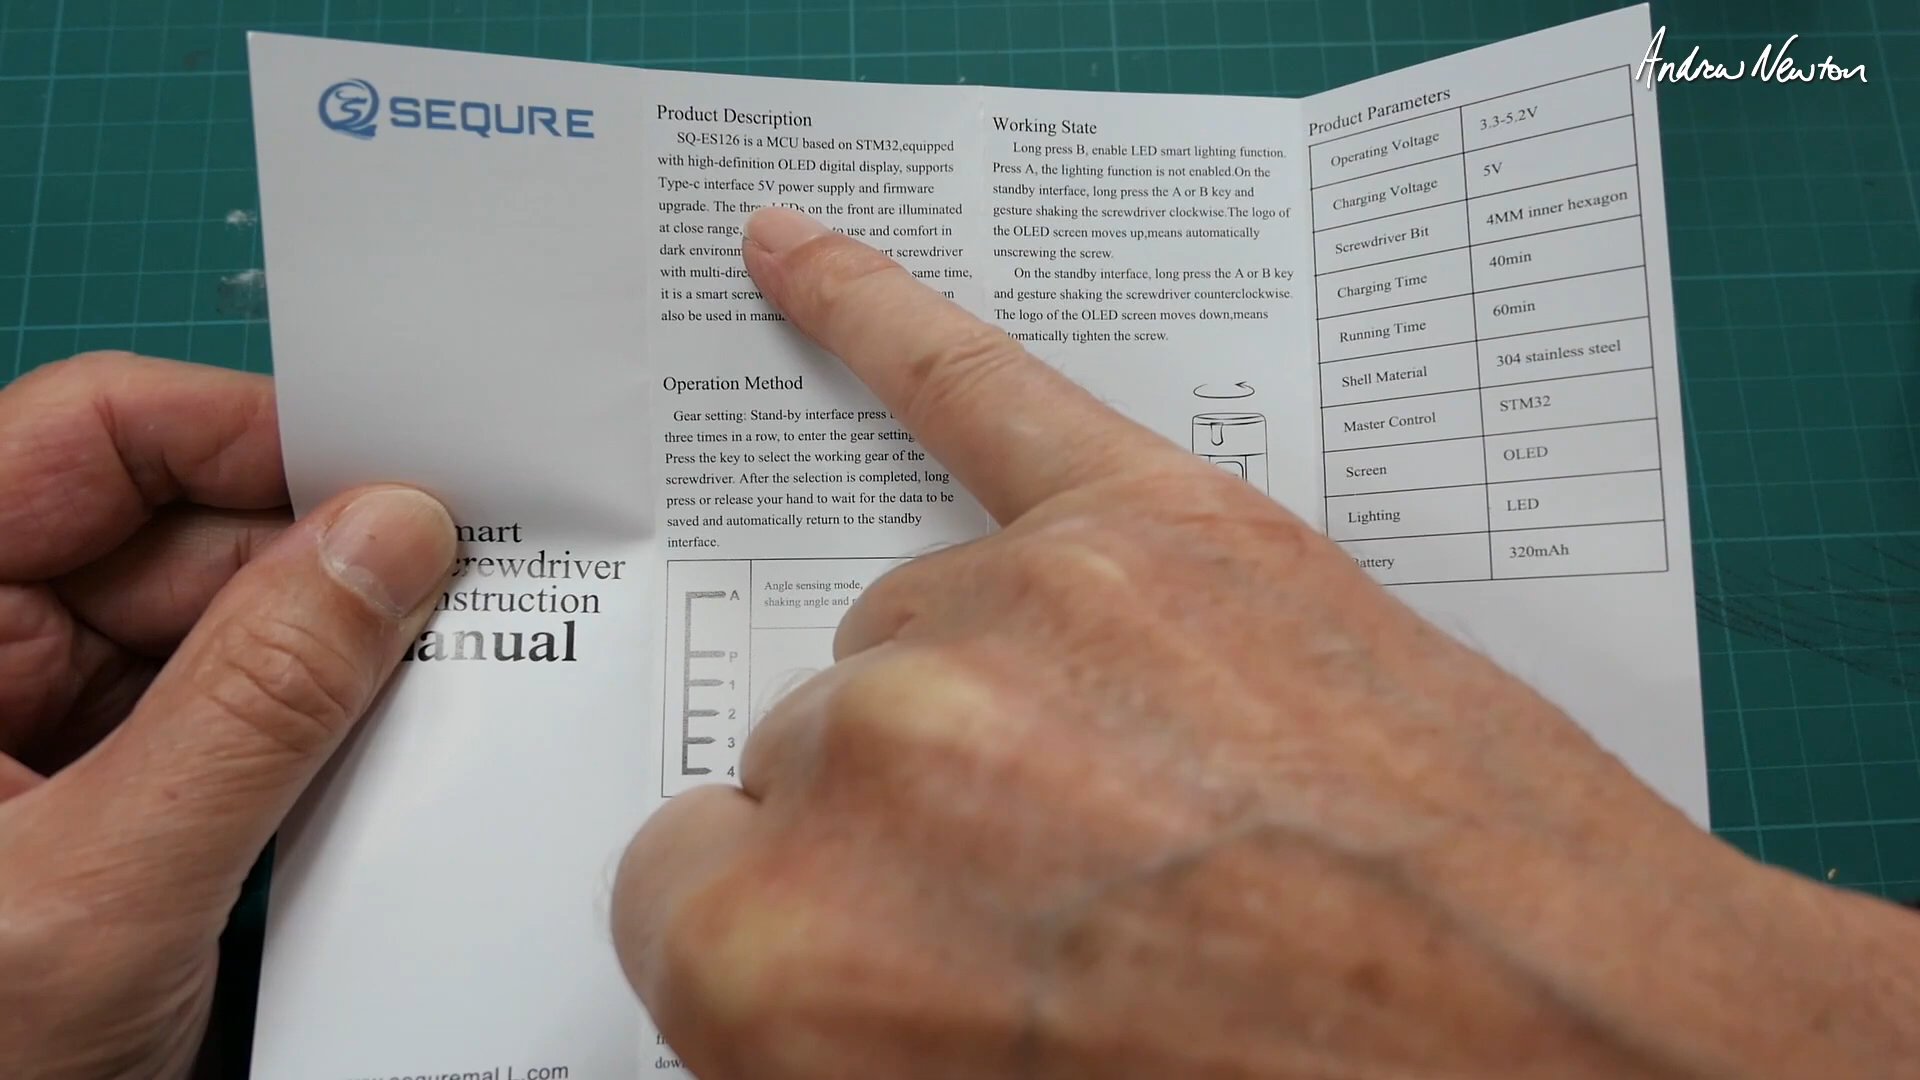 Andrew Newton
SEQURE
Product Description
SQ-ES126 is a MCU based on STM32,equipped
with high-definition OLED digital display, supports
Type-c interface 5V power supply and firmware
upgrade. The on the front are illuminated
at close range, use and comfort in
dark screwdriver
with same time,
it is a smart
also be used in
Operation Method
Gear setting: Stand-by interface press
three times in a row, to enter the gear setting
Press the key to select the working gear of the
screwdriver. After the selection is completed, long
press or release your hand to wait for the data to be
saved and automatically return to the standby
interface.
A
Angle sensing mode,
shaking angle and
P
1
2
3
4
Working State
Long press B, enable LED smart lighting function.
Press A, the lighting function is not enabled.On the
standby interface, long press the A or B key and
gesture shaking the screwdriver clockwise.The logo of
the OLED screen moves up,means automatically
unscrewing the screw.
On the standby interface, long press the A or B key
and gesture shaking the screwdriver counterclockwise.
The logo of the OLED screen moves down,means
tomatically tighten the screw.
Product Parameters
Operating Voltage 3.3-5.2V
Charging Voltage 5V
Screwdriver Bit 4MM inner hexagon
Charging Time 40min
Running Time 60min
Shell Material 304 stainless steel
Master Control STM32
Screen OLED
Lighting LED
attery 320mAh
mart
crewdriver
nstruction
anual